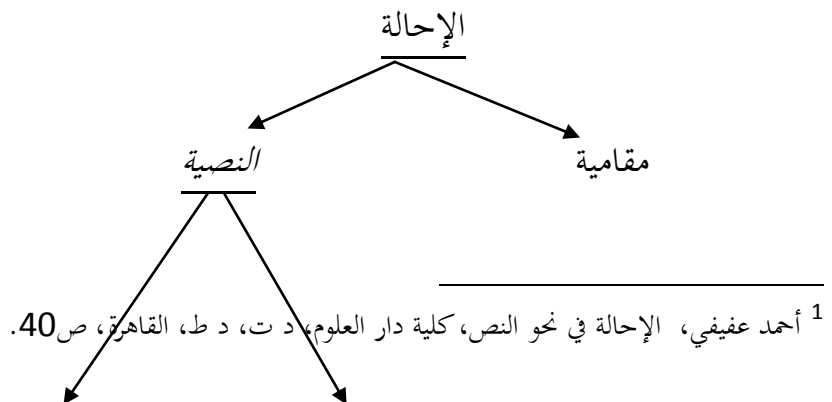 الإحالة
مقامية
النصية
1 أحمد عفيفي، الإحالة في نحو النص، كلية دار العلوم، د ت، د ط، القاهرة، ص40.